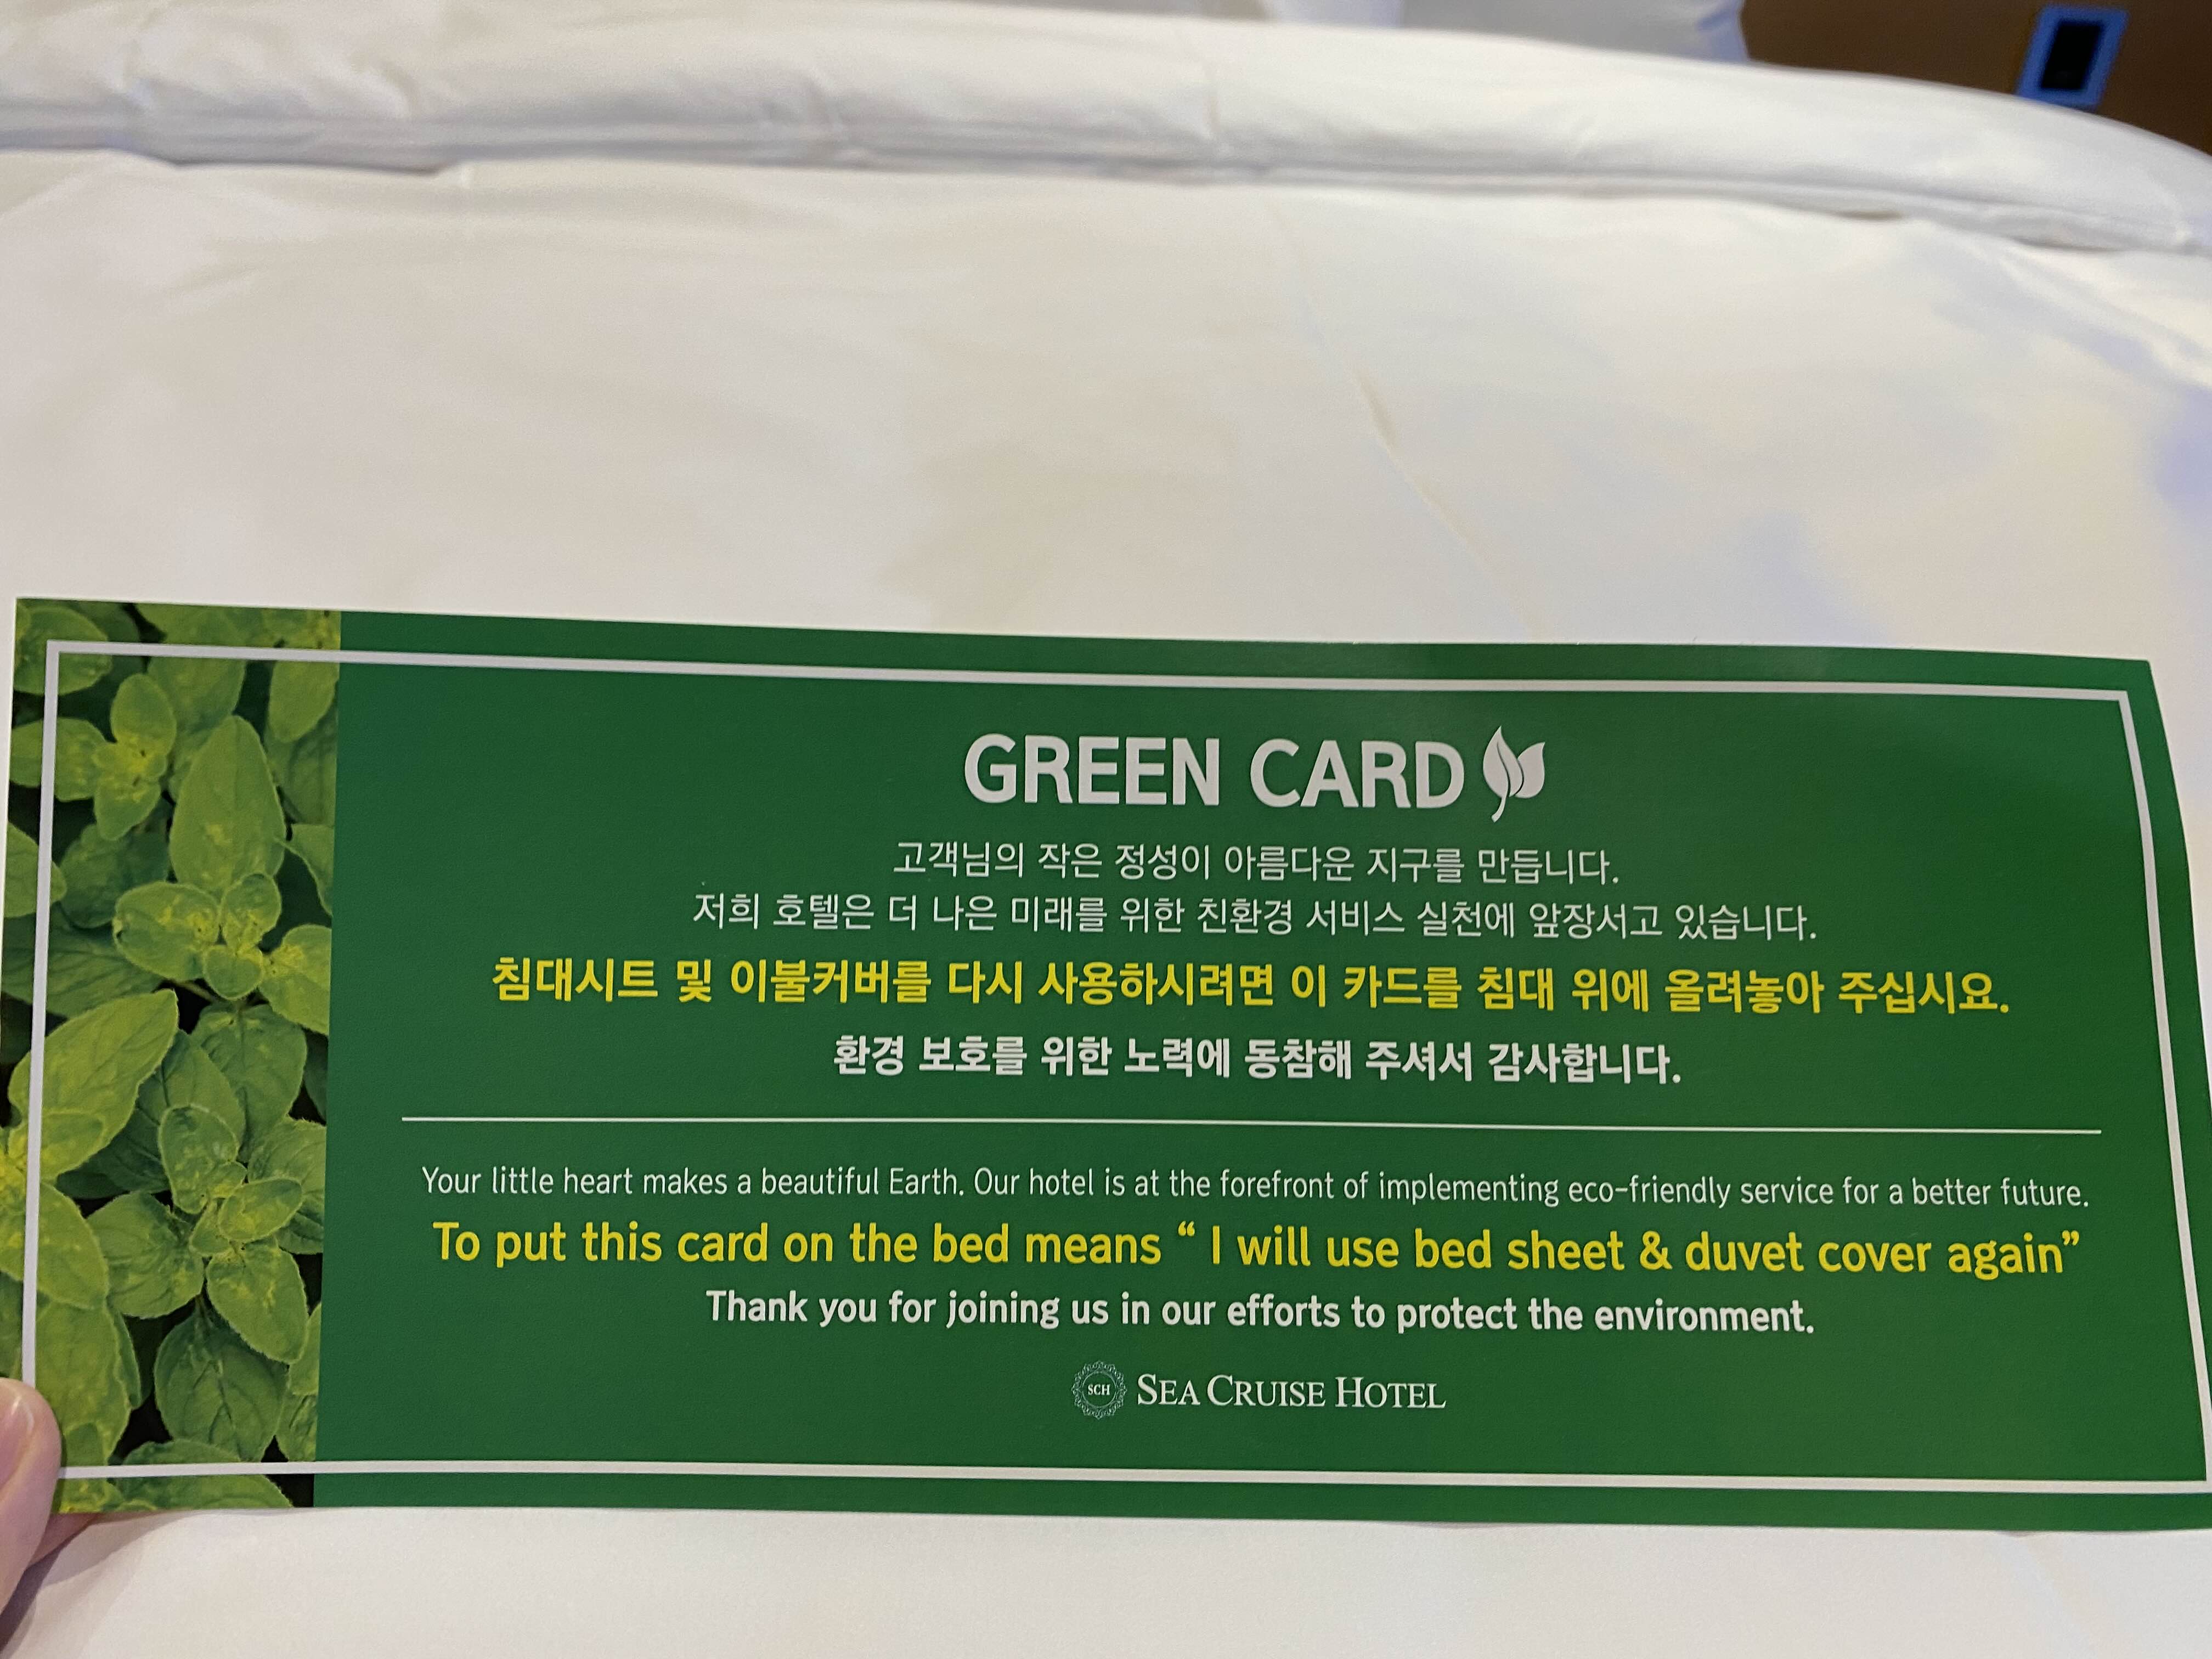 GREEN CARD
고객님의 작은 정성이 아름다운 지구를 만듭니다.
저희 호텔은 더 나은 미래를 위한 친환경 서비스 실천에 앞장서고 있습니다.
침대시트 및 이불커버를 다시 사용하시려면 이 카드를 침대 위에 올려놓아 주십시요.
환경 보호를 위한 노력에 동참해 주셔서 감사합니다.
Your little heart makes a beautiful Earth. Our hotel is at the forefront of implementing eco-friendly service for a better future.
To put this card on the bed means “ I will use bed sheet & duvet cover again”
Thank you for joining us in our efforts to protect the environment.
SCH SEA CRUISE HOTEL